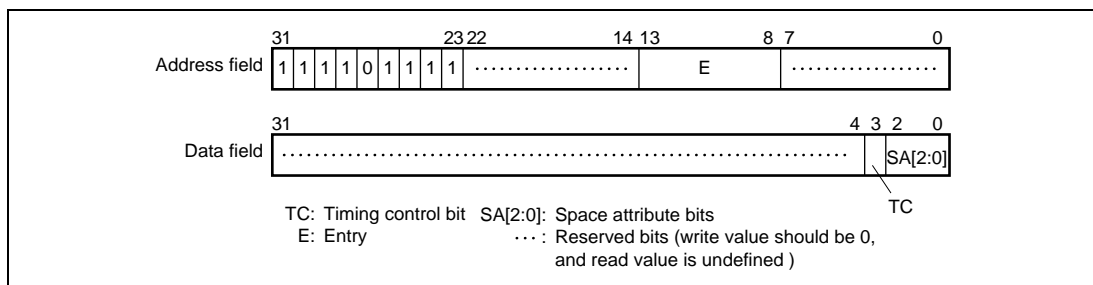 31 23 22 14 13 8 7 0
Address field 1 1 1 1 0 1 1 1 1 · · · · · · · · · · · · · · · · · · E · · · · · · · · · · · · · · · · · ·
31 4 3 2 0
Data field · · · · · · · · · · · · · · · · · · · · · · · · · · · · · · · · · · · · · · · · · · · · · · · · · · · · · · · · · · · · SA[2:0]
TC
TC: Timing control bit SA[2:0]: Space attribute bits
E: Entry · · · : Reserved bits (write value should be 0,
and read value is undefined )